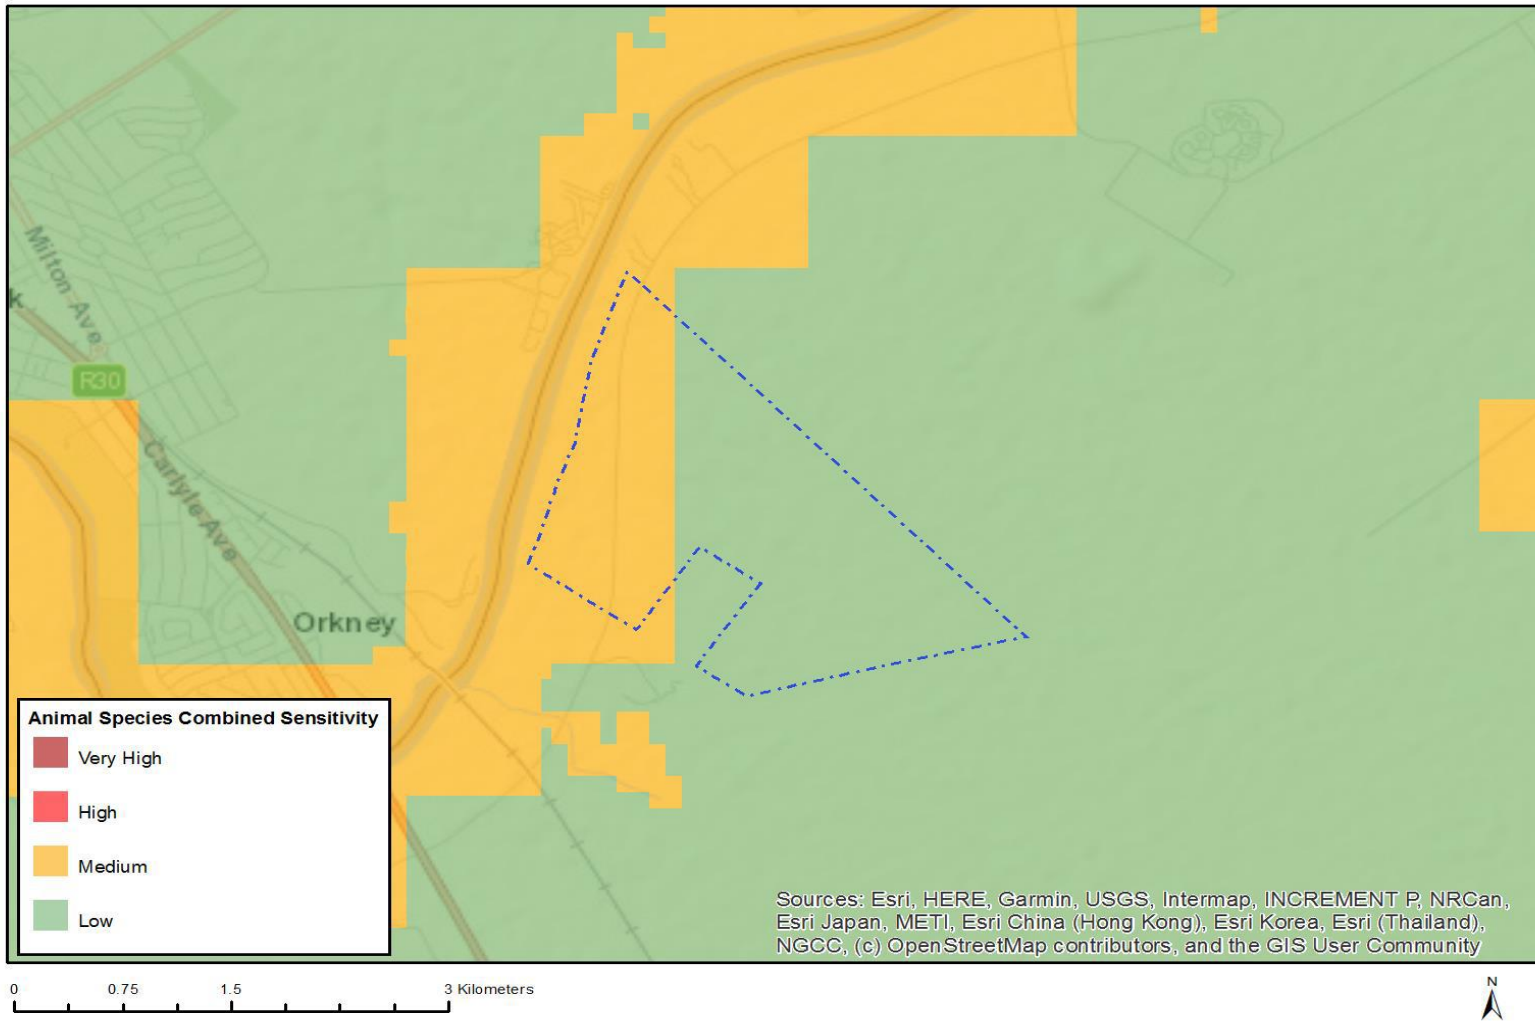 Milton Ave
R30
Carlyle Ave
Orkney
Animal Species Combined Sensitivity
Very High
High
Medium
Low
Sources: Esri, HERE, Garmin, USGS, Intermap, INCREMENT P, NRCan,
Esri Japan, METI, Esri China (Hong Kong), Esri Korea, Esri (Thailand),
NGCC, (c) OpenStreetMap contributors, and the GIS User Community
0 0.75 1.5 3 Kilometers
N